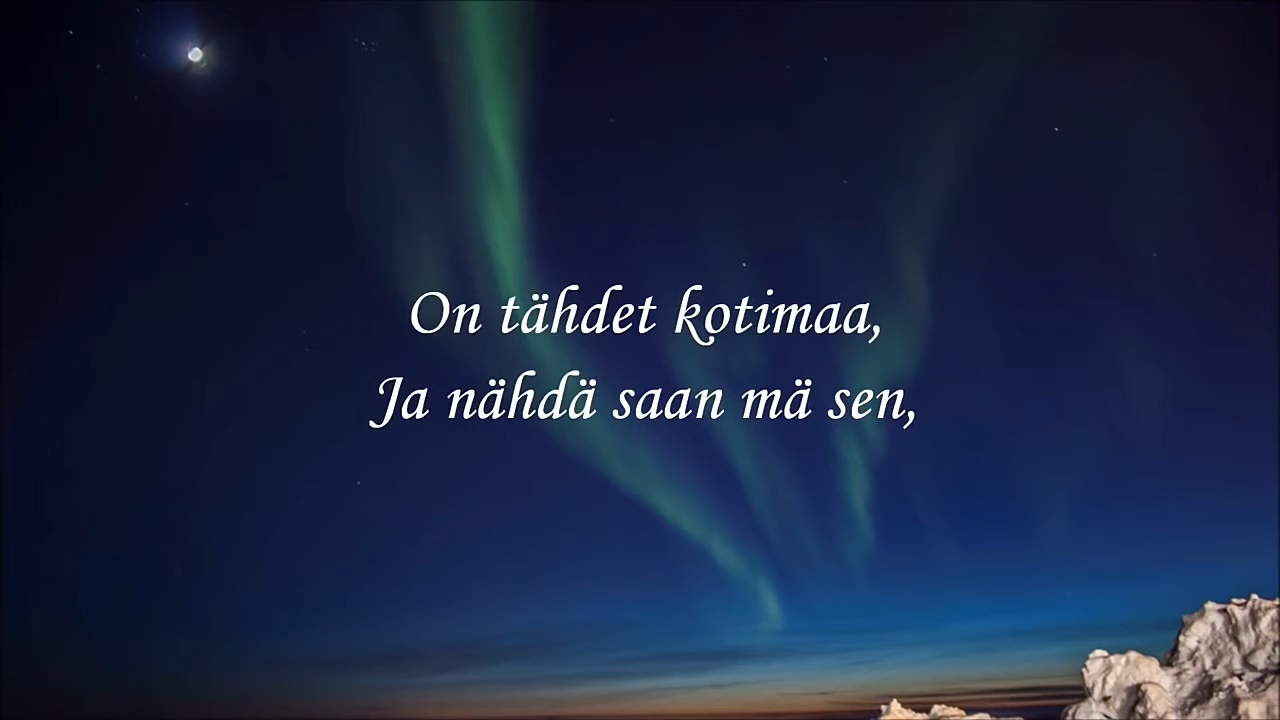 On tähdet kotimaa,
Ja nähdä saan mä sen,